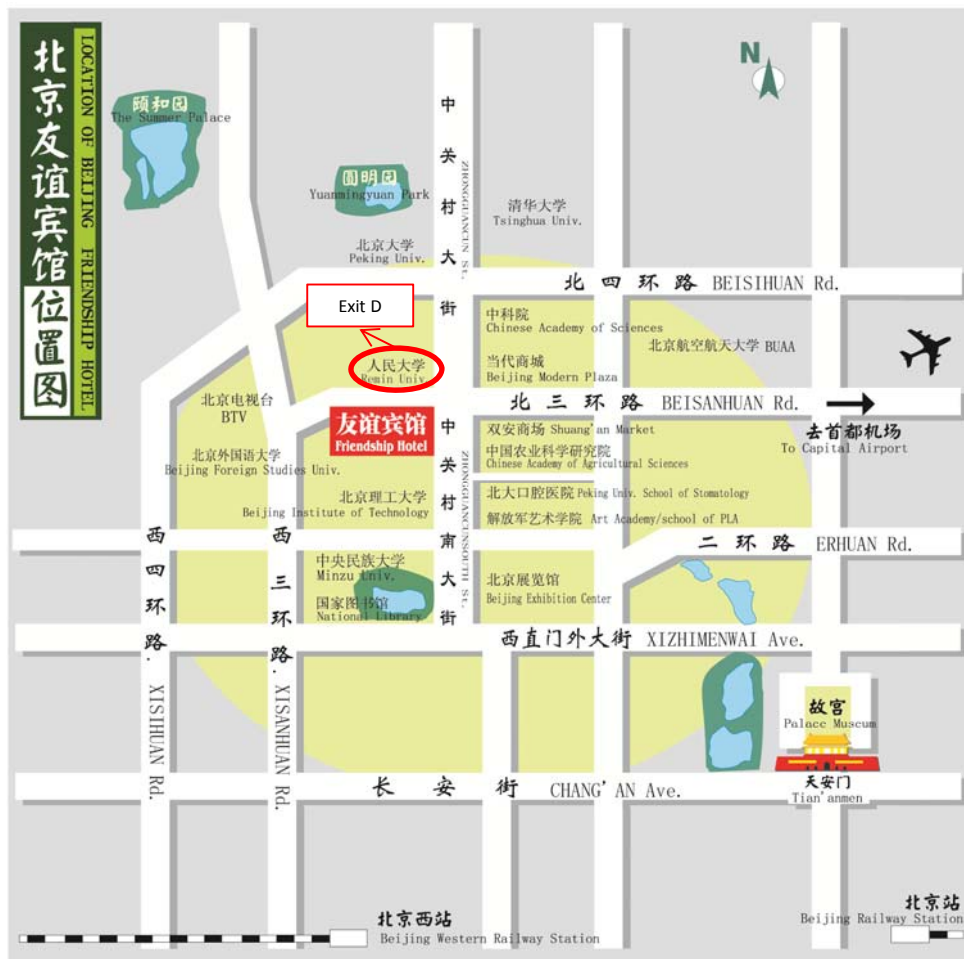 北京友谊宾馆位置图
LOCATION OF BEIJING FRIENDSHIP HOTEL
N
颐和园
The Summer Palace
圆明园
Yuanmingyuan Park
中关村大街
ZHONGGUANCUN St.
清华大学
Tsinghua Univ.
北京大学
Peking Univ.
北四环路 BEISIHUAN Rd.
Exit D
中科院
Chinese Academy of Sciences
北京航空航天大学 BUAA
人民大学
Remin Univ.
当代商城
Beijing Modern Plaza
北京电视台
BTV
北三环路 BEISANHUAN Rd.
友谊宾馆
Friendship Hotel
双安商场 Shuang'an Market
去首都机场
To Capital Airport
中国农业科学研究院
Chinese Academy of Agricultural Sciences
北京外国语大学
Beijing Foreign Studies Univ.
中关村南大街
ZHONGGUANCUNSOUTH St.
北京理工大学
Beijing Institute of Technology
北大口腔医院 Peking Univ. School of Stomatology
解放军艺术学院 Art Academy/school of PLA
二环路 ERHUAN Rd.
西四环路. XISIHUAN Rd.
西三环路. XISANHUAN Rd.
中央民族大学
Minzu Univ.
国家图书馆
National Library
北京展览馆
Beijing Exhibition Center
西直门外大街 XIZHIMENWAI Ave.
故宫
Palace Museum
天安门
Tian'anmen
长安街 CHANG'AN Ave.
北京西站
Beijing Western Railway Station
北京站
Beijing Railway Station